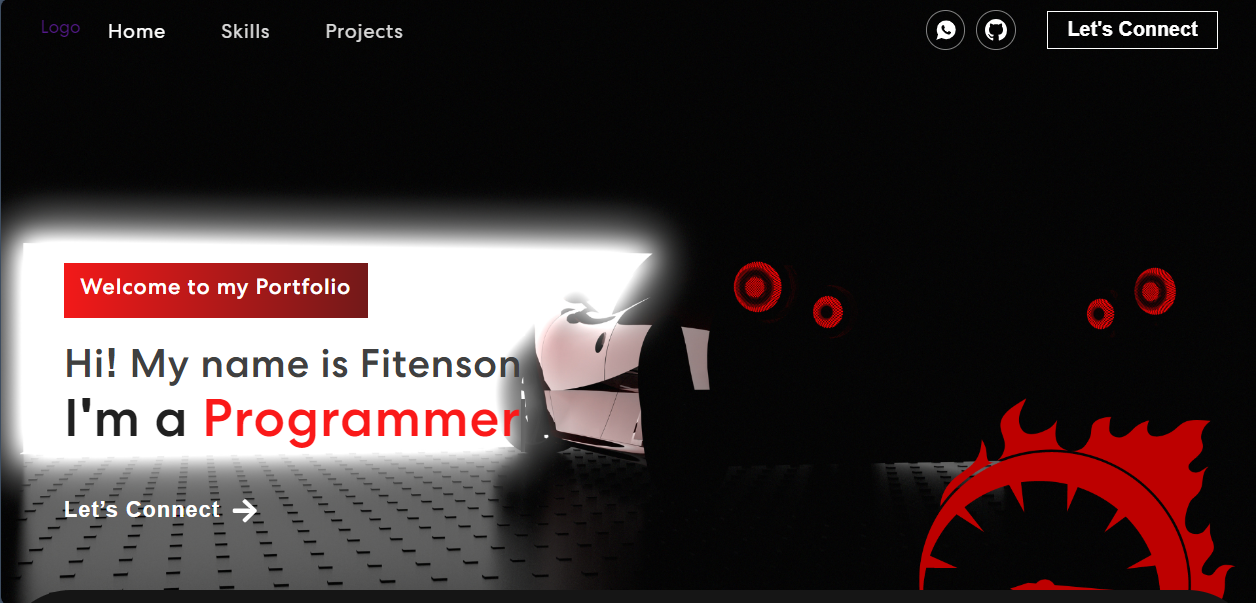 Logo
Home
Skills
Projects
Let's Connect
Welcome to my Portfolio
Hi! My name is Fitenson
I'm a Programmer
Let’s Connect